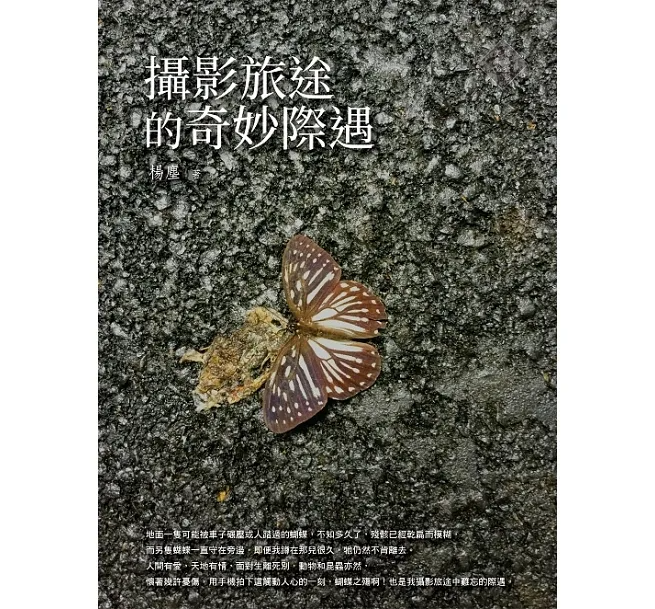 攝影旅途
的奇妙際遇
楊塵 著
地面一隻可能被車子碾壓或人踏過的蝴蝶，不知多久了，殘骸已經乾扁而模糊。
而另隻蝴蝶一直守在旁邊，即便我蹲在那兒很久，牠仍然不肯離去。
人間有愛、天地有情，面對生離死別，動物和昆蟲亦然，
懷著幾許憂傷，用手機拍下這觸動人心的一刻，蝴蝶之殤啊！也是我攝影旅途中難忘的際遇。